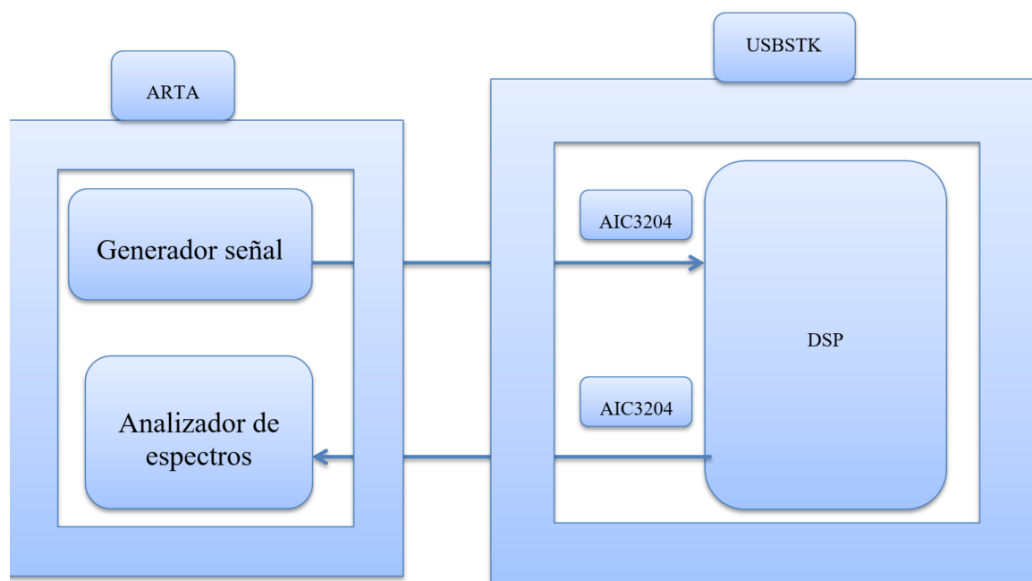 USBSTK
ARTA
AIC3204
Generador señal
DSP
AIC3204
Analizador de
espectros